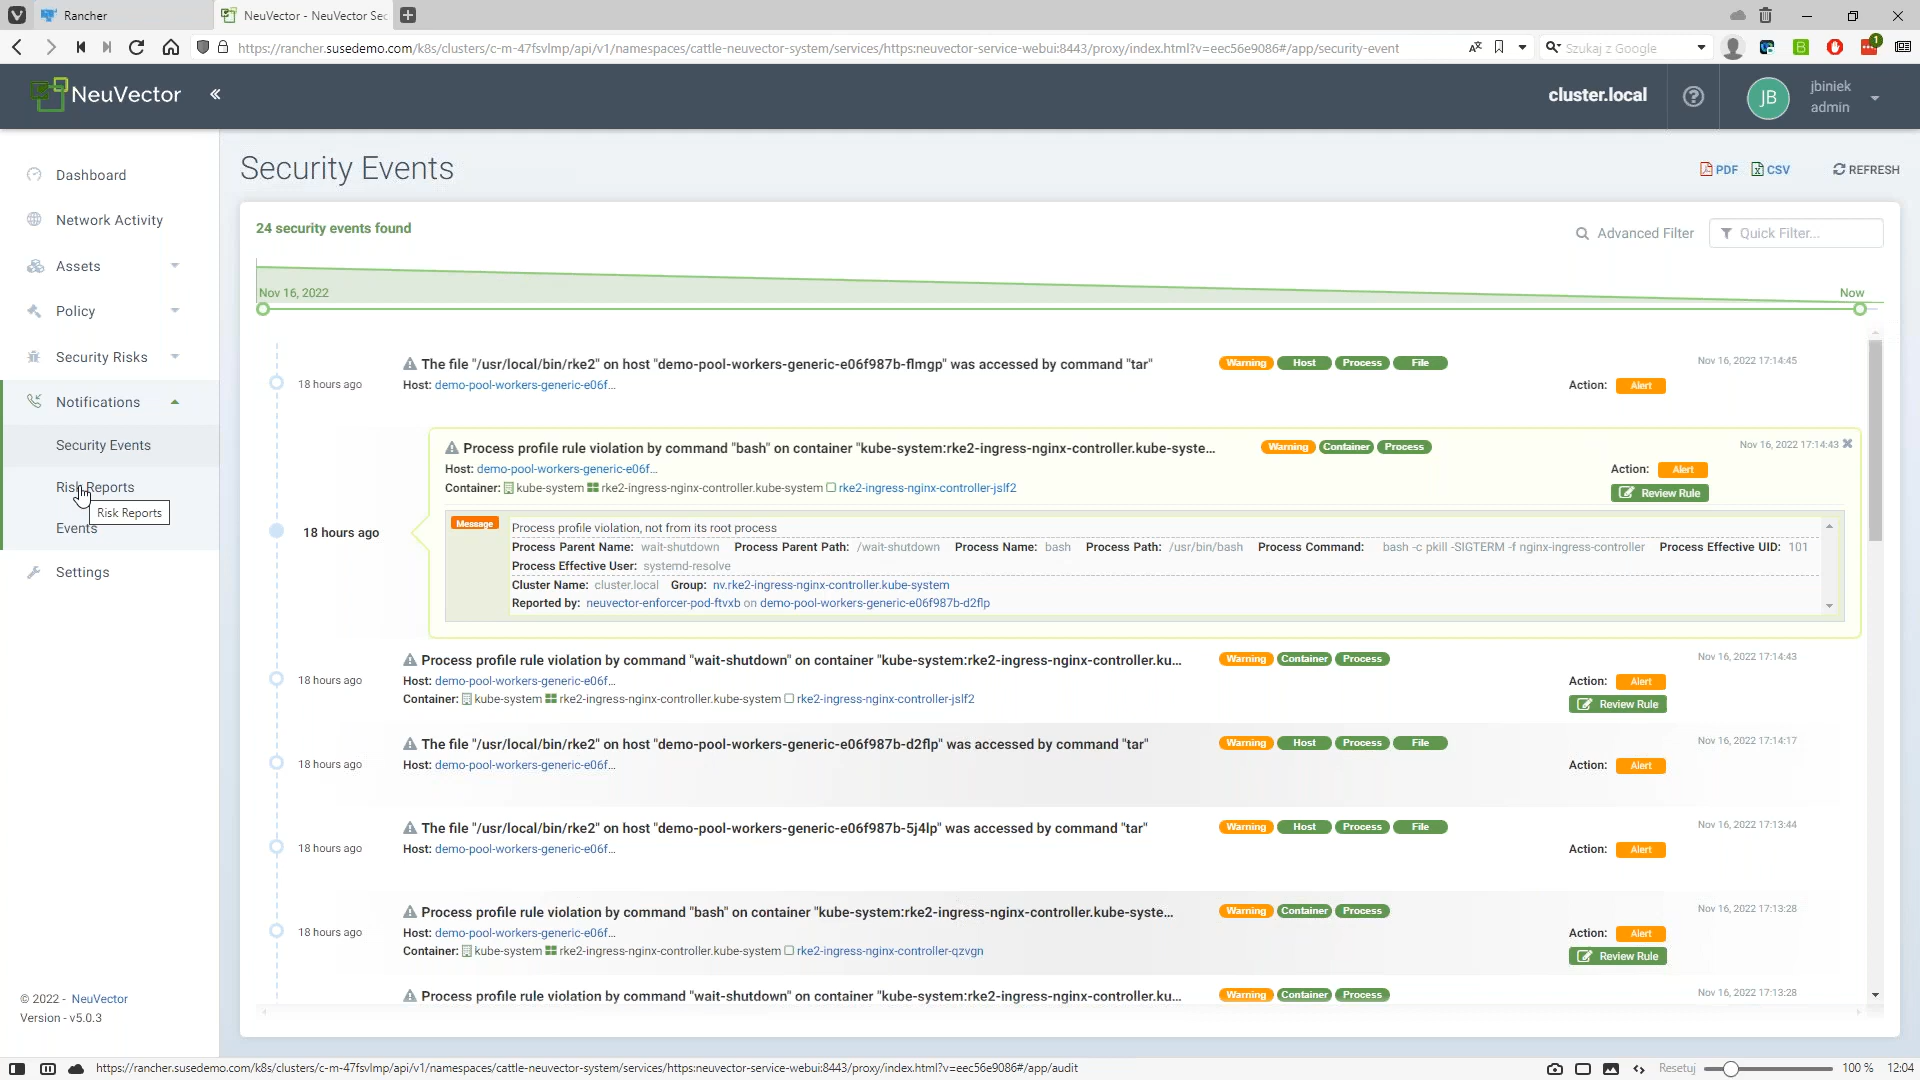 Rancher
NeuVector - NeuVector Sec
https://rancher.susedemo.com/k8s/clusters/c-m-47fsvlmp/api/v1/namespaces/cattle-neuvector-system/services/https:neuvector-service-webui:8443/proxy/index.html?v=eec56e9086#/app/security-event
Szukaj z Google
1
NeuVector
cluster.local
JB
jbiniek
admin
Dashboard
Network Activity
Assets
Policy
Security Risks
Notifications
Security Events
Risk Reports
Risk Reports
Events
Settings
© 2022 - NeuVector
Version - v5.0.3
Security Events
PDF CSV REFRESH
24 security events found
Advanced Filter
Quick Filter...
Nov 16, 2022
Now
The file "/usr/local/bin/rke2" on host "demo-pool-workers-generic-e06f987b-flmgp" was accessed by command "tar" Warning Host Process File Nov 16, 2022 17:14:45
18 hours ago Host: demo-pool-workers-generic-e06f... Action: Alert
Process profile rule violation by command "bash" on container "kube-system:rke2-ingress-nginx-controller.kube-syste... Warning Container Process Nov 16, 2022 17:14:43
Host: demo-pool-workers-generic-e06f... Action: Alert
Container: kube-system rke2-ingress-nginx-controller.kube-system rke2-ingress-nginx-controller-jslf2 Review Rule
18 hours ago
Message Process profile violation, not from its root process
Process Parent Name: wait-shutdown Process Parent Path: /wait-shutdown Process Name: bash Process Path: /usr/bin/bash Process Command: bash -c pkill -SIGTERM -f nginx-ingress-controller Process Effective UID: 101
Process Effective User: systemd-resolve
Cluster Name: cluster.local Group: nv.rke2-ingress-nginx-controller.kube-system
Reported by: neuvector-enforcer-pod-ftvxb on demo-pool-workers-generic-e06f987b-d2flp
Process profile rule violation by command "wait-shutdown" on container "kube-system:rke2-ingress-nginx-controller.ku... Warning Container Process Nov 16, 2022 17:14:43
18 hours ago Host: demo-pool-workers-generic-e06f... Action: Alert
Container: kube-system rke2-ingress-nginx-controller.kube-system rke2-ingress-nginx-controller-jslf2 Review Rule
The file "/usr/local/bin/rke2" on host "demo-pool-workers-generic-e06f987b-d2flp" was accessed by command "tar" Warning Host Process File Nov 16, 2022 17:14:17
18 hours ago Host: demo-pool-workers-generic-e06f... Action: Alert
The file "/usr/local/bin/rke2" on host "demo-pool-workers-generic-e06f987b-5j4lp" was accessed by command "tar" Warning Host Process File Nov 16, 2022 17:13:44
18 hours ago Host: demo-pool-workers-generic-e06f... Action: Alert
Process profile rule violation by command "bash" on container "kube-system:rke2-ingress-nginx-controller.kube-syste... Warning Container Process Nov 16, 2022 17:13:28
18 hours ago Host: demo-pool-workers-generic-e06f... Action: Alert
Container: kube-system rke2-ingress-nginx-controller.kube-system rke2-ingress-nginx-controller-qzvgn Review Rule
Process profile rule violation by command "wait-shutdown" on container "kube-system:rke2-ingress-nginx-controller.ku... Warning Container Process Nov 16, 2022 17:13:28
https://rancher.susedemo.com/k8s/clusters/c-m-47fsvlmp/api/v1/namespaces/cattle-neuvector-system/services/https:neuvector-service-webui:8443/proxy/index.html?v=eec56e9086#/app/audit
Resetuj 100 % 12:04